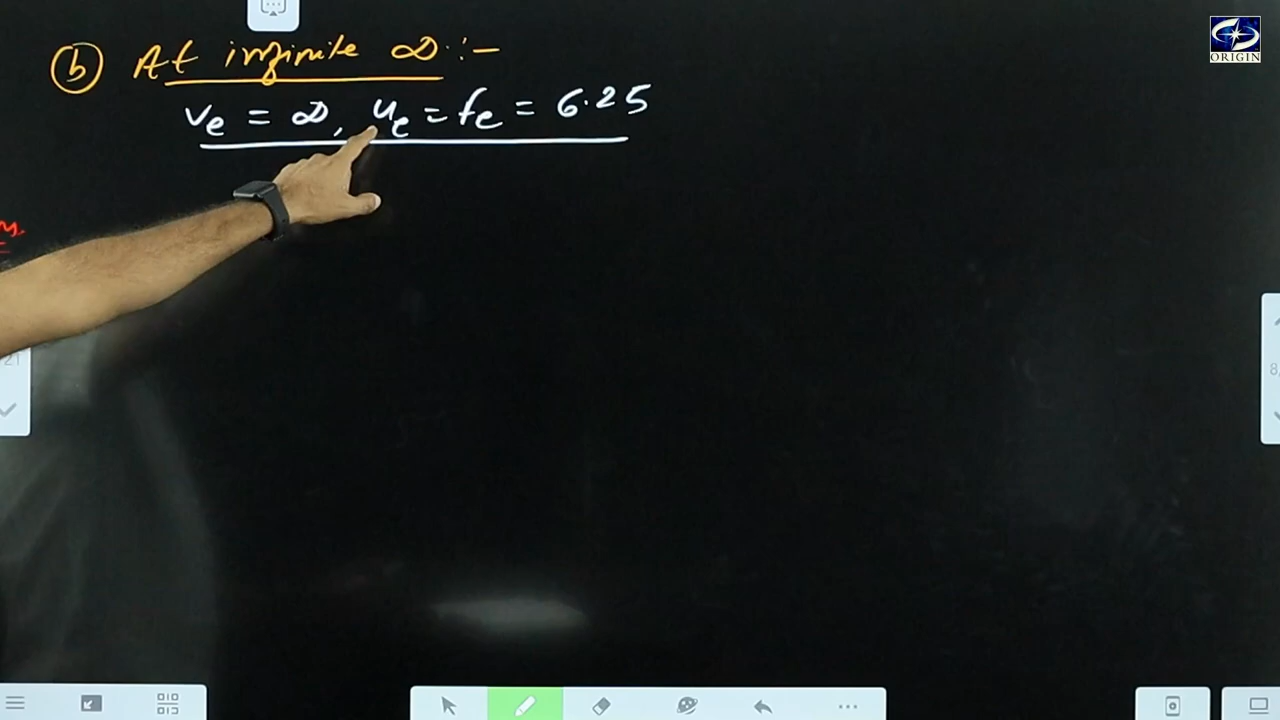 ORIGIN
(b) At infinite ∞ :-
ve = ∞, ue = fe = 6.25